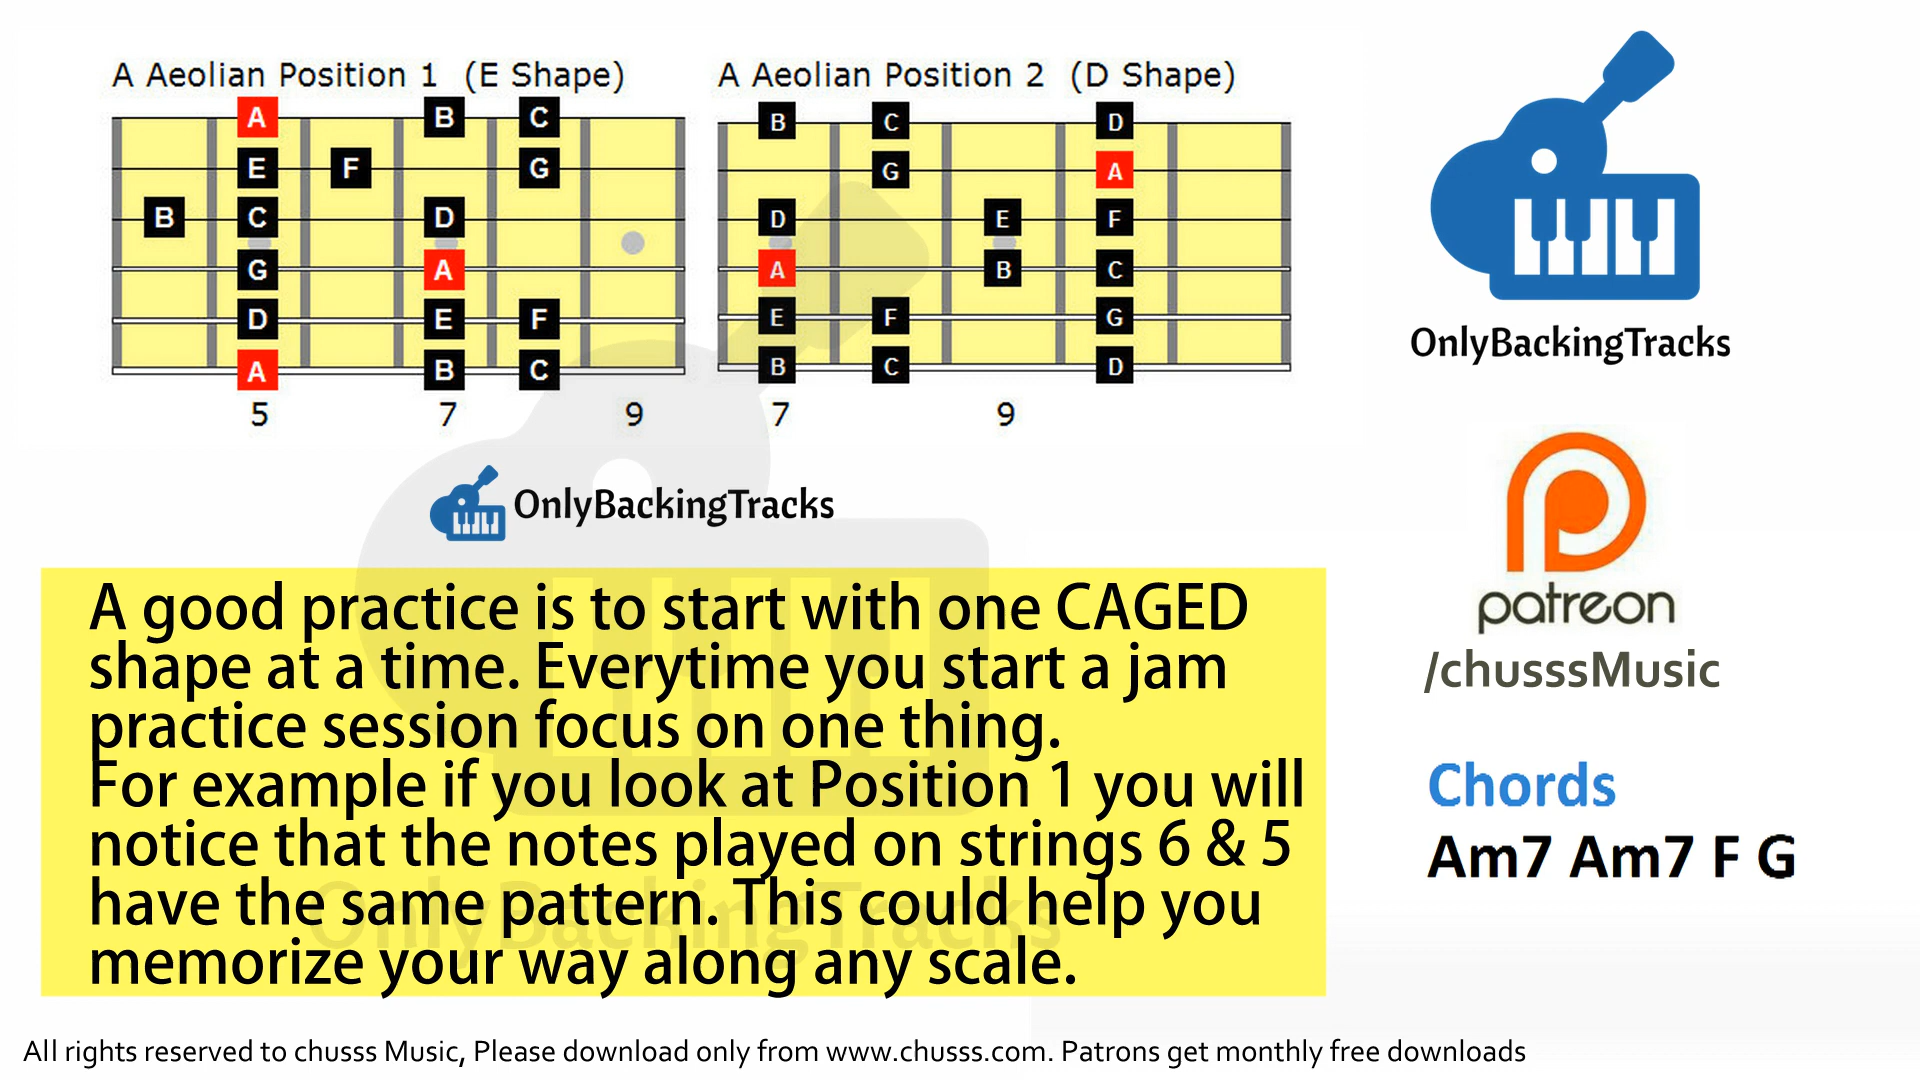 A Aeolian Position 1 (E Shape)
A B C
E F G
B C D
G A
D E F
A B C
5 7 9
A Aeolian Position 2 (D Shape)
B C D
G A
D E F
A B C
E F G
B C D
7 9
OnlyBackingTracks
OnlyBackingTracks
patreon
/chusssMusic
Chords
Am7 Am7 F G
A good practice is to start with one CAGED
shape at a time. Everytime you start a jam
practice session focus on one thing.
For example if you look at Position 1 you will
notice that the notes played on strings 6 & 5
have the same pattern. This could help you
memorize your way along any scale.
OnlyBackingTracks
All rights reserved to chusss Music, Please download only from www.chusss.com. Patrons get monthly free downloads